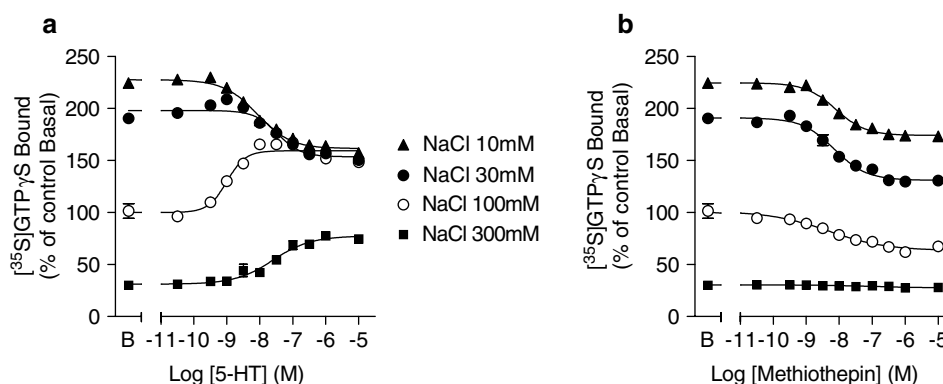 a
b
[³⁵S]GTPγS Bound
(% of control Basal)
250
200
150
100
50
0
B
-11
-10
-9
-8
-7
-6
-5
Log [5-HT] (M)
NaCl 10mM
NaCl 30mM
NaCl 100mM
NaCl 300mM
[³⁵S]GTPγS Bound
(% of control Basal)
250
200
150
100
50
0
B
-11
-10
-9
-8
-7
-6
-5
Log [Methiothepin] (M)